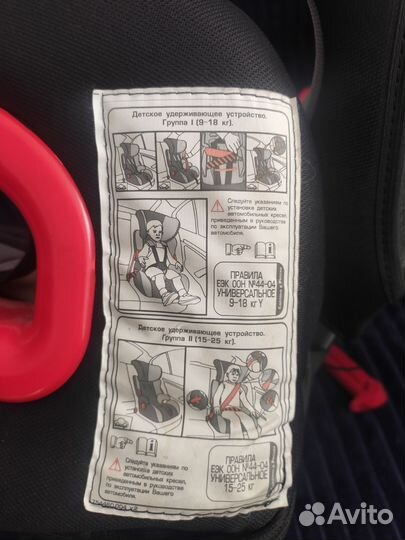 Детское удерживающее устройство.
Группа I (9-18 кг).
Следуйте указаниям по
установке детских
автомобильных кресел,
приведенным в руководстве
по эксплуатации Вашего
автомобиля.
ПРАВИЛА
ЕЭК ООН №44-04
УНИВЕРСАЛЬНОЕ
9-18 кг Y
Детское удерживающее устройство.
Группа II (15-25 кг).
Следуйте указаниям по
установке детских
автомобильных кресел,
приведенным в руководстве
по эксплуатации Вашего
автомобиля.
ПРАВИЛА
ЕЭК ООН №44-04
УНИВЕРСАЛЬНОЕ
15-25 кг
Avito